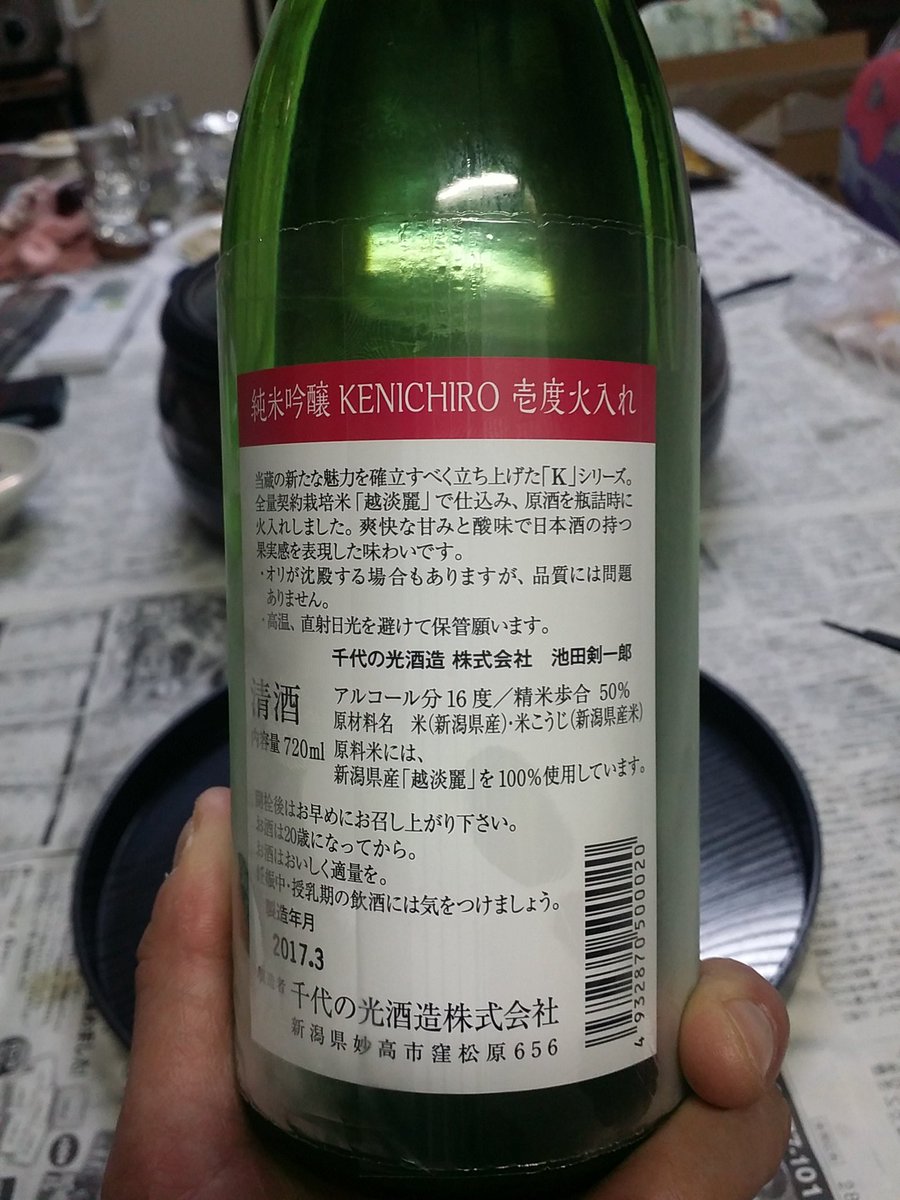 純米吟醸 KENICHIRO 壱度火入れ
当蔵の新たな魅力を確立すべく立ち上げた「K」シリーズ。
全量契約栽培米「越淡麗」で仕込み、原酒を瓶詰時に
火入れしました。爽快な甘みと酸味で日本酒の持つ
果実感を表現した味わいです。
・オリが沈殿する場合もありますが、品質には問題
ありません。
・高温、直射日光を避けて保管願います。
千代の光酒造 株式会社 池田剣一郎
清酒
内容量 720ml
アルコール分 16 度／精米歩合 50%
原材料名 米(新潟県産)・米こうじ(新潟県産米)
原料米には、
新潟県産「越淡麗」を100%使用しています。
開栓後はお早めにお召し上がり下さい。
お酒は20歳になってから。
お酒はおいしく適量を。
妊娠中・授乳期の飲酒には気をつけましょう。
製造年月
2017.3
醸造者 千代の光酒造株式会社
新潟県妙高市窪松原656
4 932870 500020